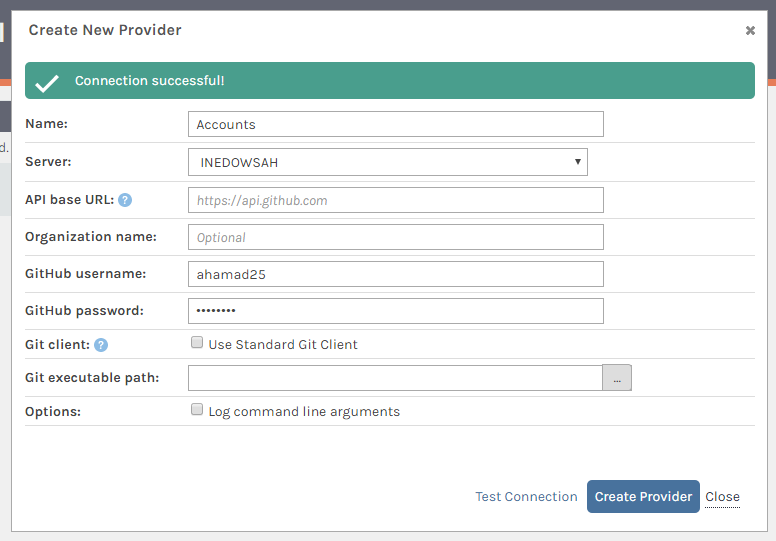 Create New Provider
Connection successful!
Name: Accounts
Server: INEDOWSAH
API base URL: ? https://api.github.com
Organization name: Optional
GitHub username: ahamad25
GitHub password: ••••••••
Git client: ? Use Standard Git Client
Git executable path: ...
Options: Log command line arguments
Test Connection Create Provider Close
d.